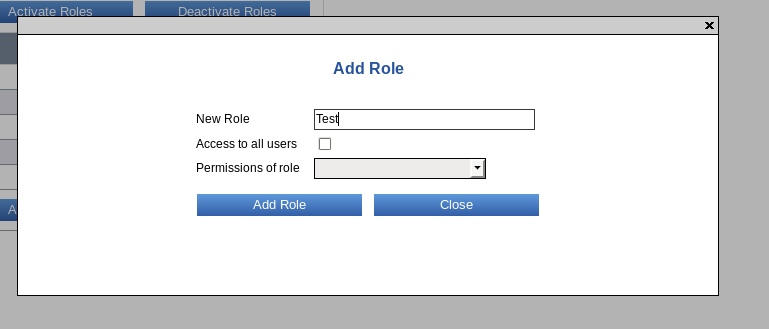 Activate Roles
Deactivate Roles
Add Role
New Role
Test
Access to all users
Permissions of role
Add Role
Close
A